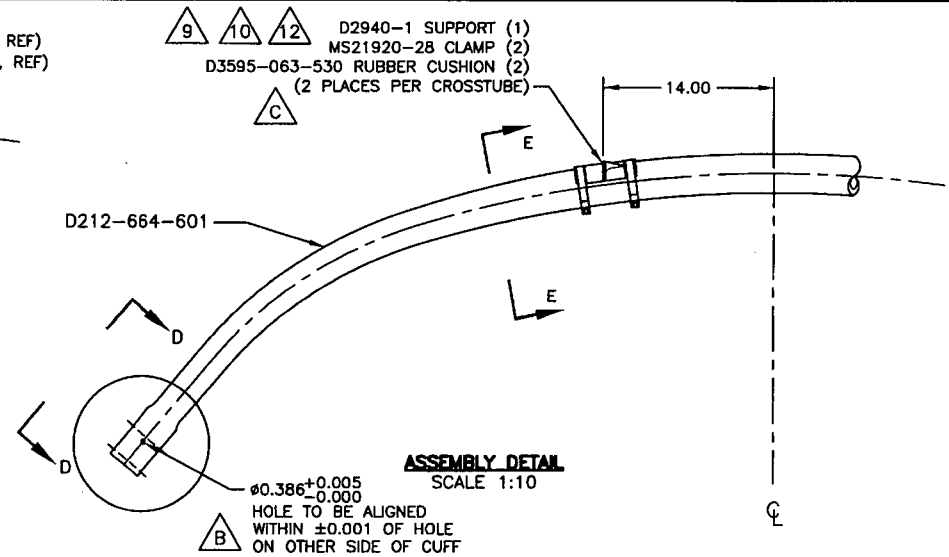 REF)
, REF)
9 10 12
D2940-1 SUPPORT (1)
MS21920-28 CLAMP (2)
D3595-063-530 RUBBER CUSHION (2)
(2 PLACES PER CROSSTUBE)
C
14.00
E
D212-664-601
E
D
D
ASSEMBLY DETAIL
SCALE 1:10
⌀0.386+0.005
-0.000
HOLE TO BE ALIGNED
WITHIN ±0.001 OF HOLE
ON OTHER SIDE OF CUFF
B
℄